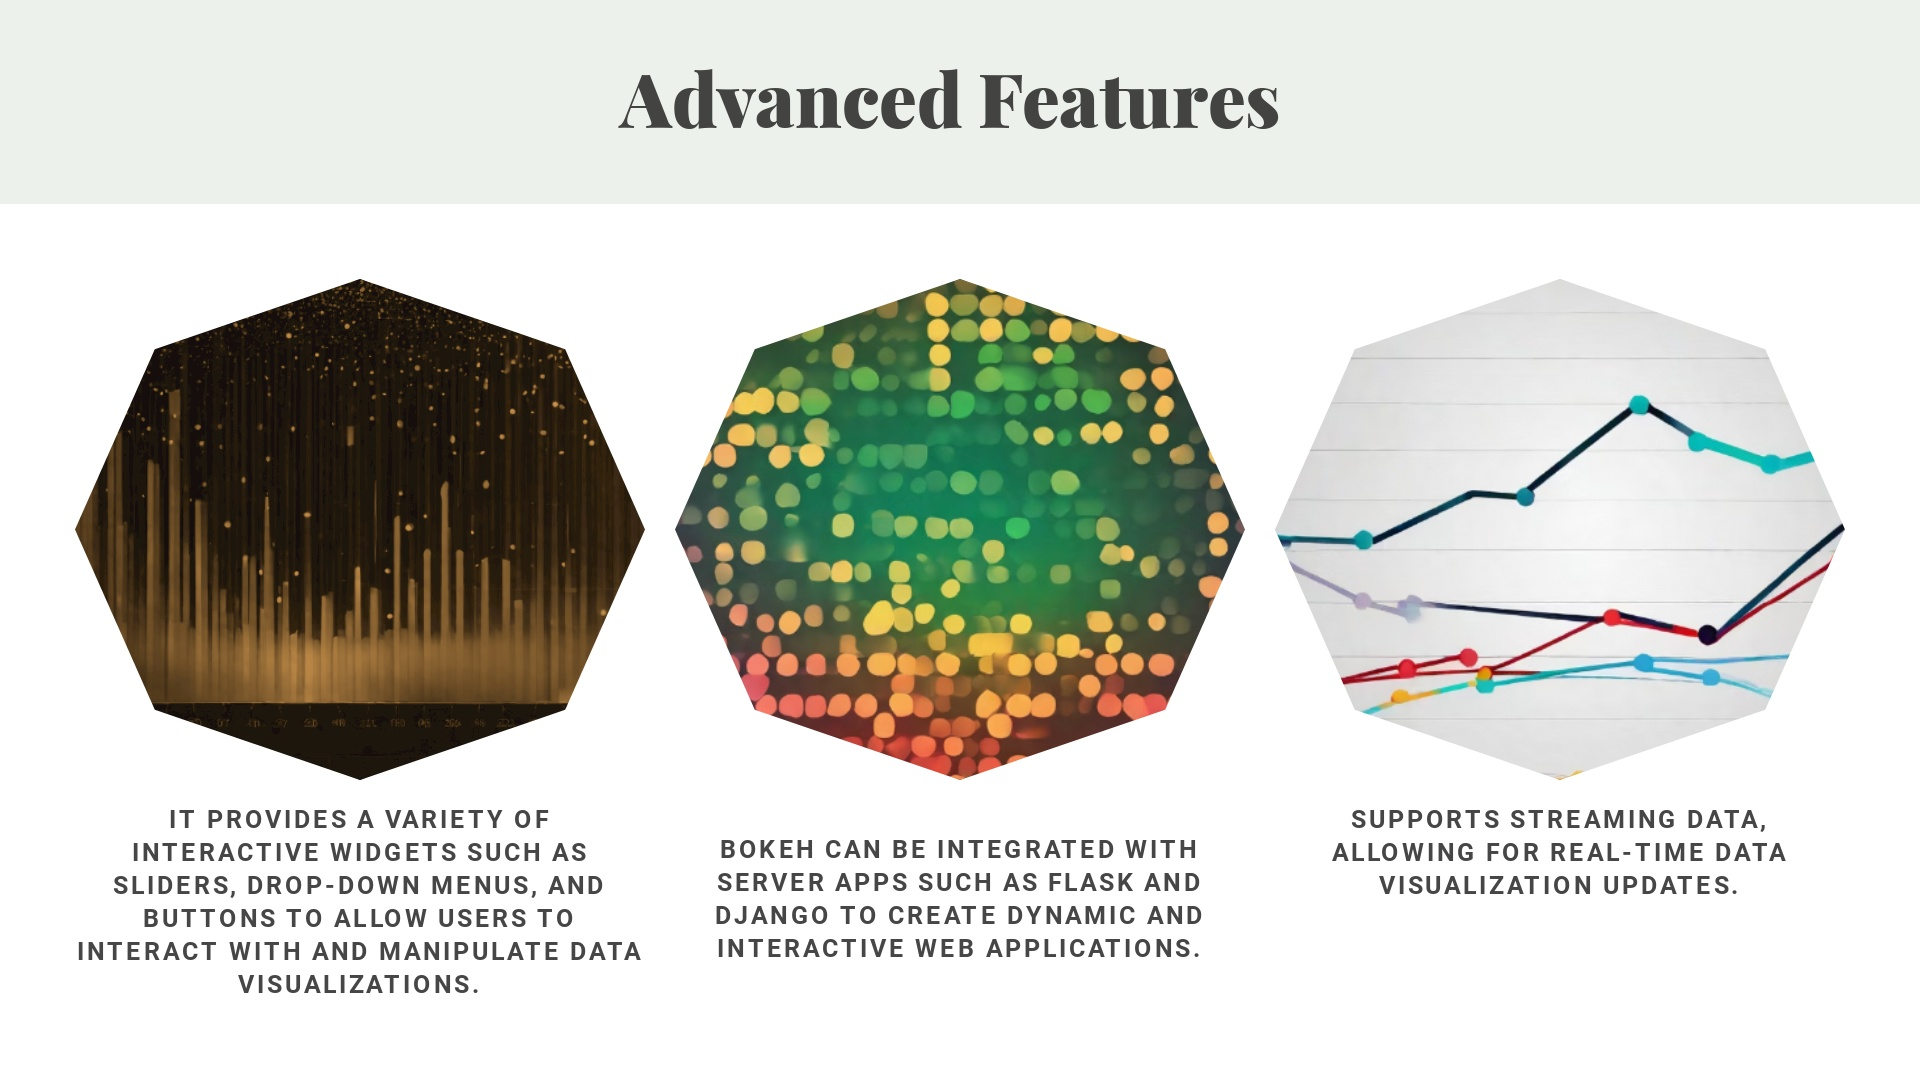 Advanced Features
IT PROVIDES A VARIETY OF
INTERACTIVE WIDGETS SUCH AS
SLIDERS, DROP-DOWN MENUS, AND
BUTTONS TO ALLOW USERS TO
INTERACT WITH AND MANIPULATE DATA
VISUALIZATIONS.
BOKEH CAN BE INTEGRATED WITH
SERVER APPS SUCH AS FLASK AND
DJANGO TO CREATE DYNAMIC AND
INTERACTIVE WEB APPLICATIONS.
SUPPORTS STREAMING DATA,
ALLOWING FOR REAL-TIME DATA
VISUALIZATION UPDATES.